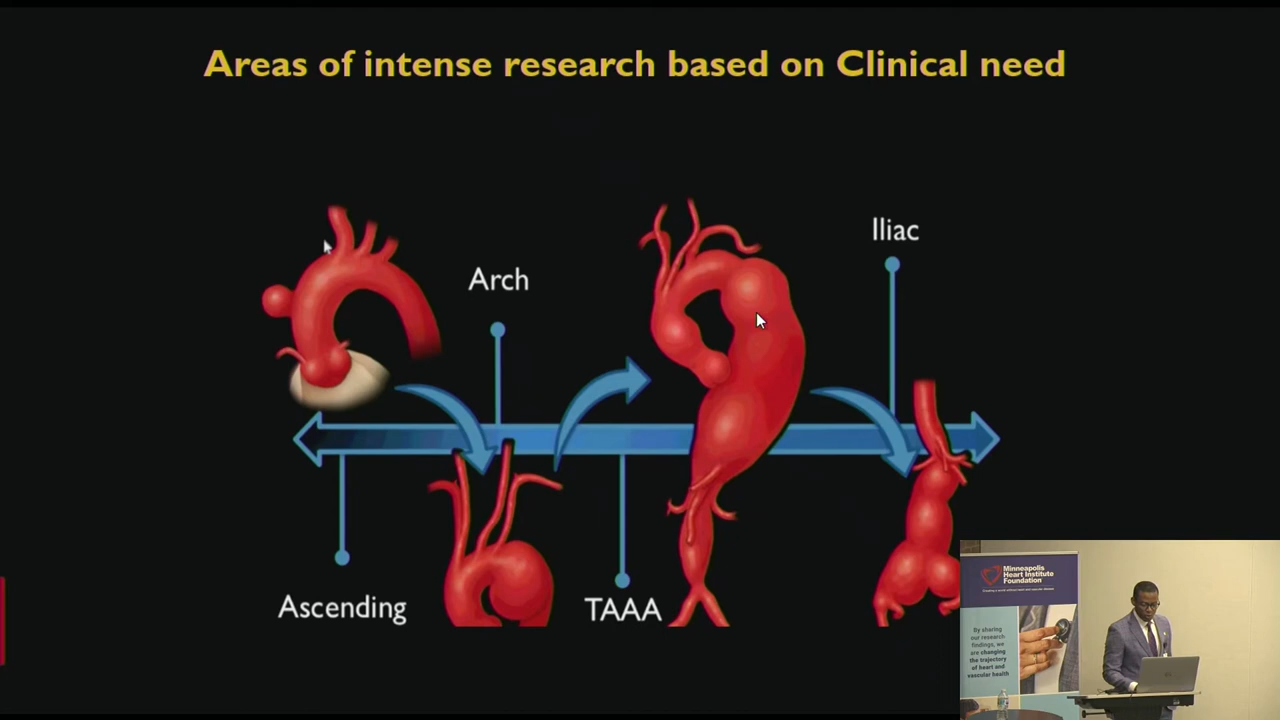 Areas of intense research based on Clinical need
Iliac
Arch
Ascending
TAAA
Minneapolis
Heart Institute
Foundation
By sharing
our research
findings, we
are changing
the trajectory
of heart and
vascular health